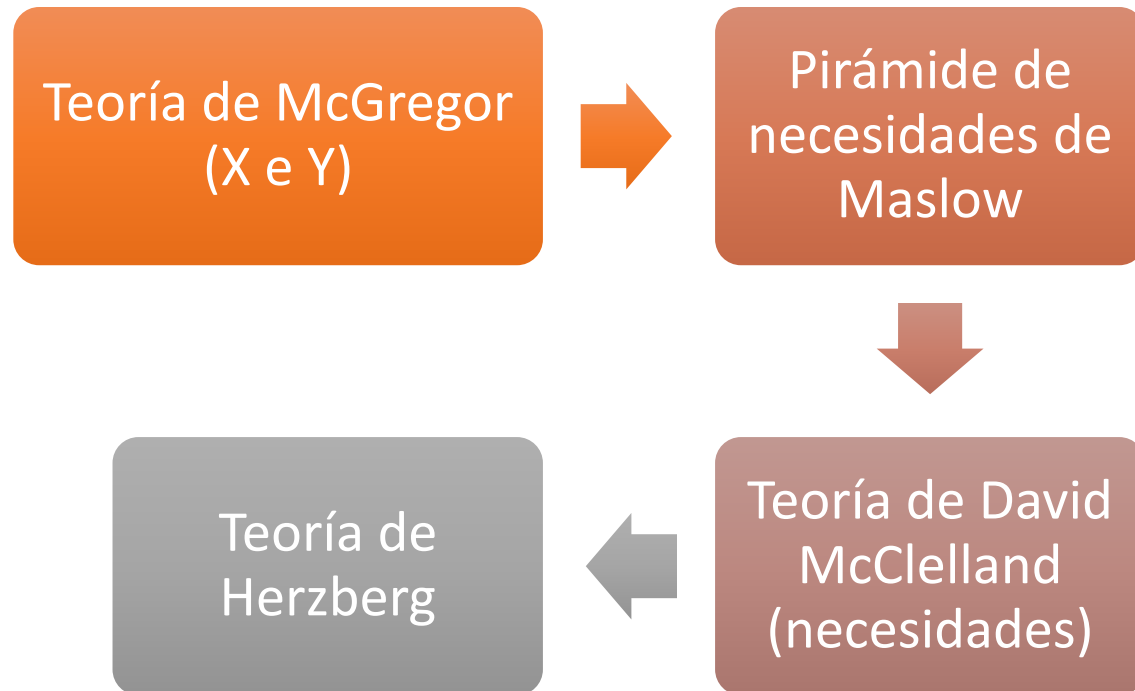 Teoría de McGregor
(X e Y)
Pirámide de
necesidades de
Maslow
Teoría de David
McClelland
(necesidades)
Teoría de
Herzberg